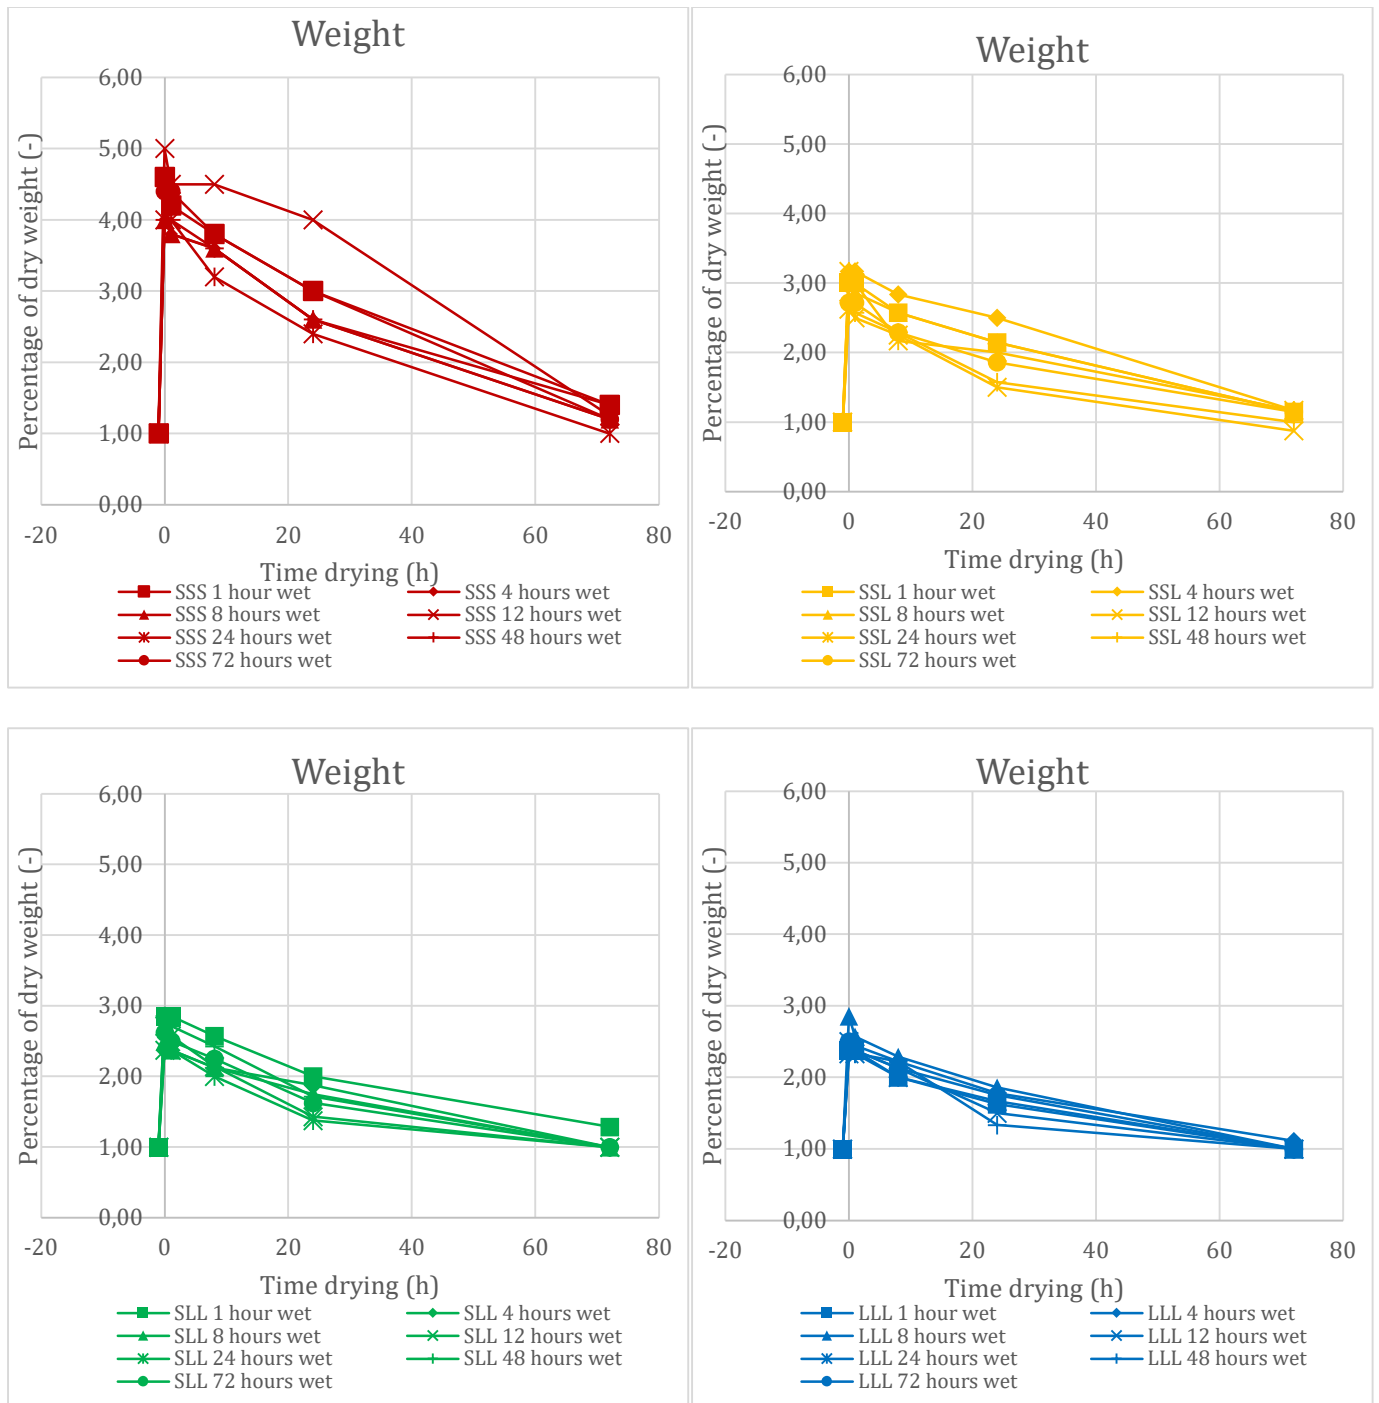 Weight
6,00
5,00
4,00
3,00
2,00
1,00
0,00
-20 0 20 40 60 80
Percentage of dry weight (-)
Time drying (h)
SSS 1 hour wet SSS 4 hours wet
SSS 8 hours wet SSS 12 hours wet
SSS 24 hours wet SSS 48 hours wet
SSS 72 hours wet
Weight
6,00
5,00
4,00
3,00
2,00
1,00
0,00
-20 0 20 40 60 80
Percentage of dry weight (-)
Time drying (h)
SSL 1 hour wet SSL 4 hours wet
SSL 8 hours wet SSL 12 hours wet
SSL 24 hours wet SSL 48 hours wet
SSL 72 hours wet
Weight
6,00
5,00
4,00
3,00
2,00
1,00
0,00
-20 0 20 40 60 80
Percentage of dry weight (-)
Time drying (h)
SLL 1 hour wet SLL 4 hours wet
SLL 8 hours wet SLL 12 hours wet
SLL 24 hours wet SLL 48 hours wet
SLL 72 hours wet
Weight
6,00
5,00
4,00
3,00
2,00
1,00
0,00
-20 0 20 40 60 80
Percentage of dry weight (-)
Time drying (h)
LLL 1 hour wet LLL 4 hours wet
LLL 8 hours wet LLL 12 hours wet
LLL 24 hours wet LLL 48 hours wet
LLL 72 hours wet